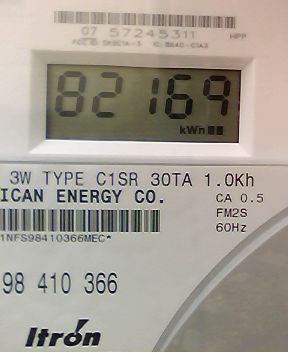 07 57245311 HPP
82169
kWh
3W TYPE C1SR 30TA 1.0Kh
ICAN ENERGY CO. CA 0.5
FM2S
60Hz
1NFS98410366MEC*
98 410 366
Itron